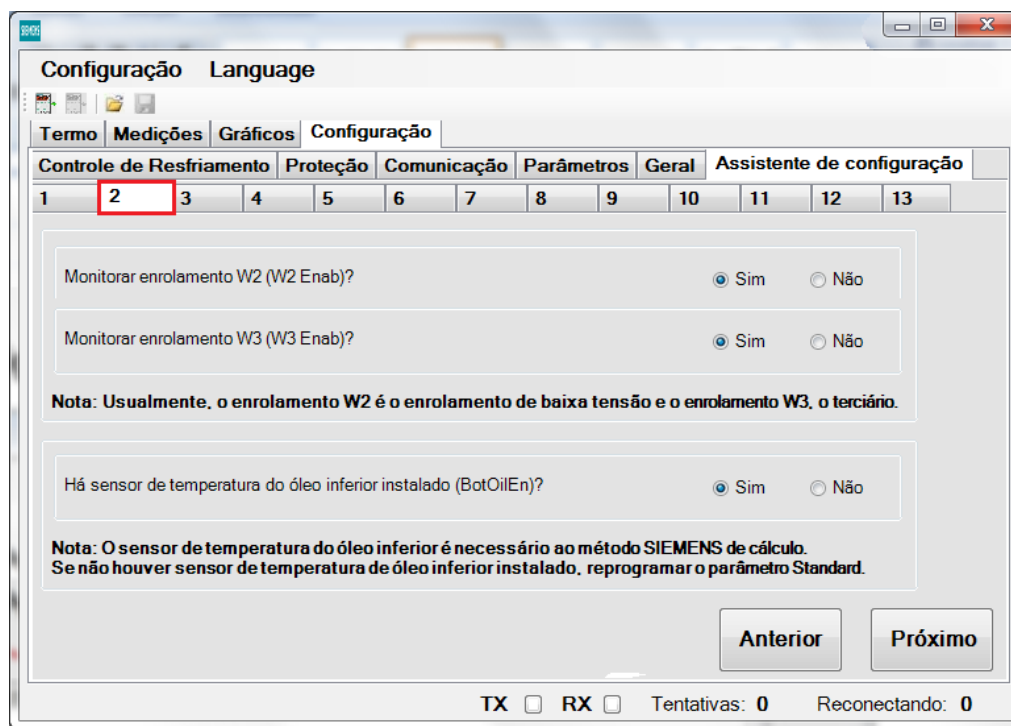 SIEMENS
Configuração Language
Termo Medições Gráficos Configuração
Controle de Resfriamento Proteção Comunicação Parâmetros Geral Assistente de configuração
1 2 3 4 5 6 7 8 9 10 11 12 13
Monitorar enrolamento W2 (W2 Enab)? Sim Não
Monitorar enrolamento W3 (W3 Enab)? Sim Não
Nota: Usualmente, o enrolamento W2 é o enrolamento de baixa tensão e o enrolamento W3, o terciário.
Há sensor de temperatura do óleo inferior instalado (BotOilEn)? Sim Não
Nota: O sensor de temperatura do óleo inferior é necessário ao método SIEMENS de cálculo.
Se não houver sensor de temperatura de óleo inferior instalado, reprogramar o parâmetro Standard.
Anterior Próximo
TX RX Tentativas: 0 Reconectando: 0